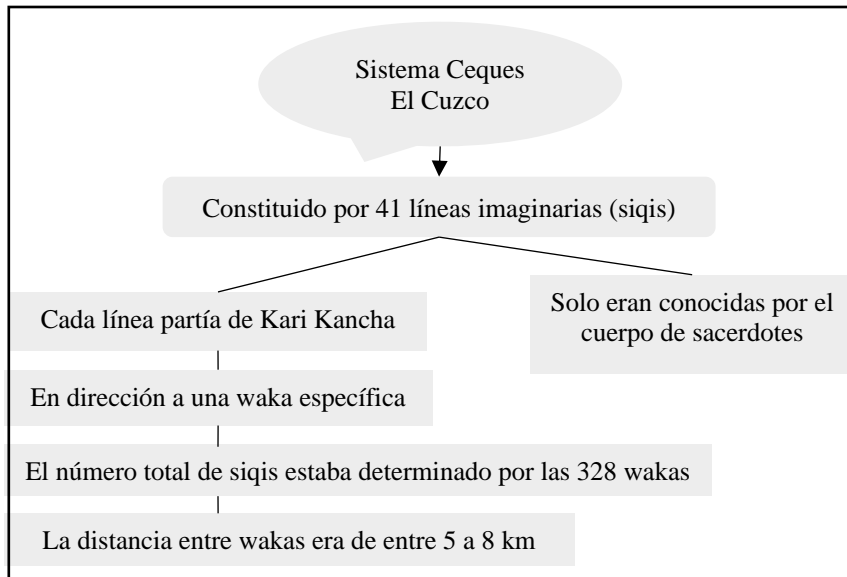 Sistema Ceques
El Cuzco
Constituido por 41 líneas imaginarias (siqis)
Cada línea partía de Kari Kancha
Solo eran conocidas por el
cuerpo de sacerdotes
En dirección a una waka específica
El número total de siqis estaba determinado por las 328 wakas
La distancia entre wakas era de entre 5 a 8 km